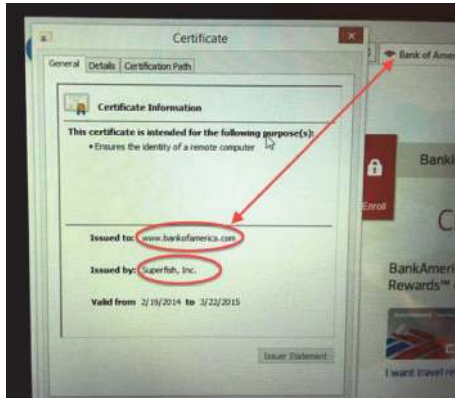 Certificate
General Details Certification Path
Certificate Information
This certificate is intended for the following purpose(s):
• Ensures the identity of a remote computer
Issued to: www.bankofamerica.com
Issued by: Superfish, Inc.
Valid from 2/19/2014 to 3/22/2015
Issuer Statement
Bank of Amer
Banki
Enroll
C
BankAmeri
Rewards™
I want travel re